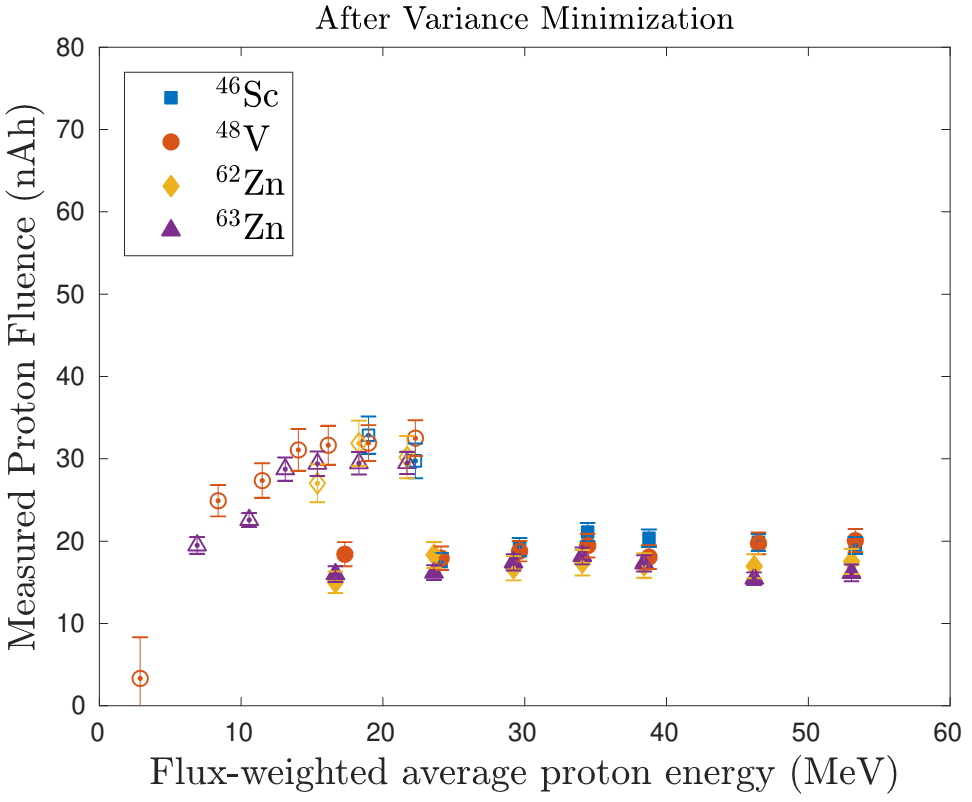 After Variance Minimization
Measured Proton Fluence (nAh)
80
70
60
50
40
30
20
10
0
⁴⁶Sc
⁴⁸V
⁶²Zn
⁶³Zn
0 10 20 30 40 50 60
Flux-weighted average proton energy (MeV)